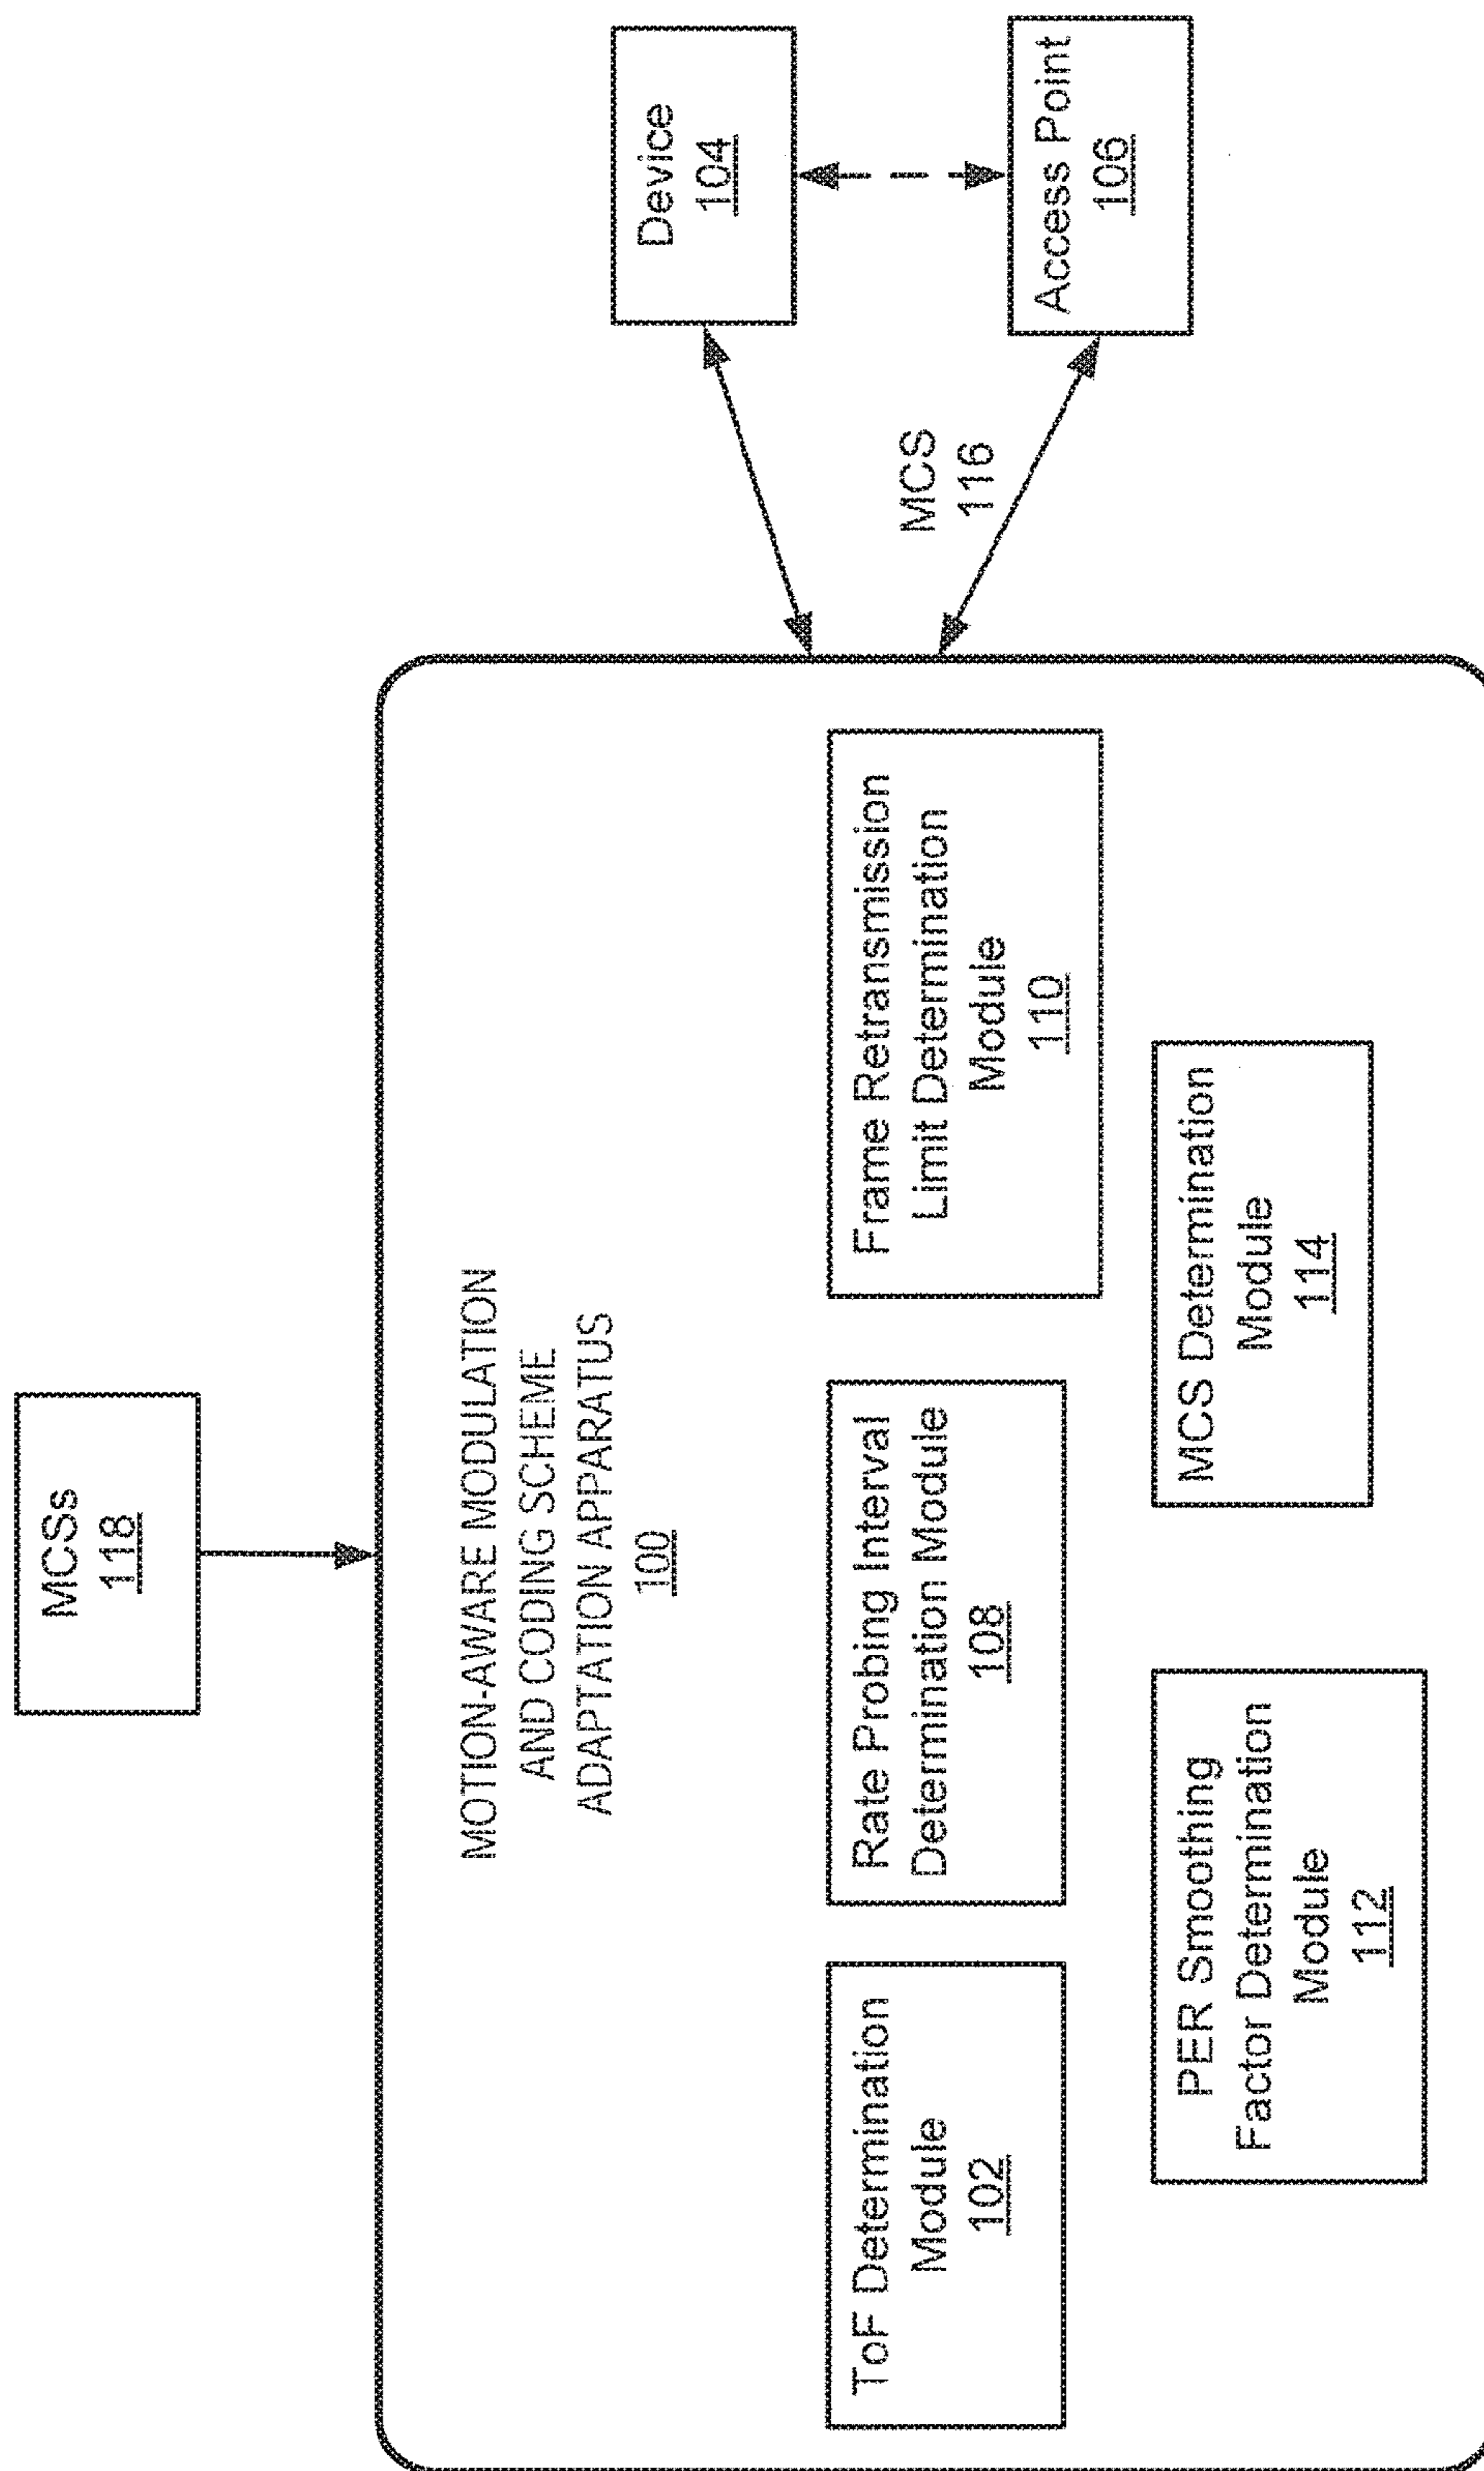 MCSs
118
MOTION-AWARE MODULATION
AND CODING SCHEME
ADAPTATION APPARATUS
100
ToF Determination
Module
102
Rate Probing Interval
Determination Module
108
Frame Retransmission
Limit Determination
Module
110
PER Smoothing
Factor Determination
Module
112
MCS Determination
Module
114
Device
104
MCS
116
Access Point
106